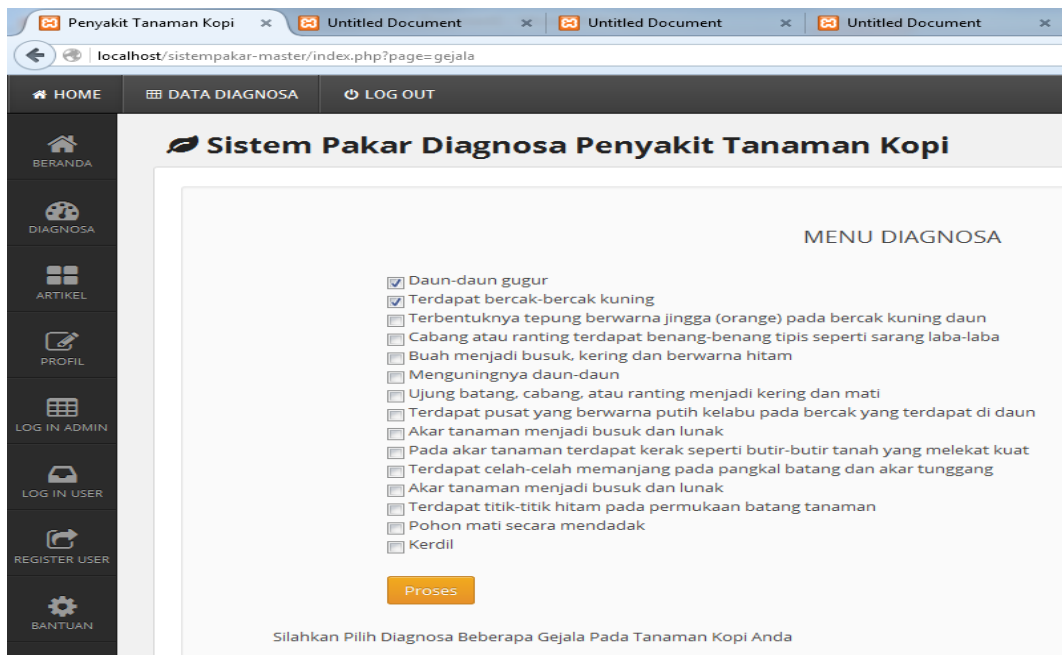 Penyakit Tanaman Kopi
Untitled Document
Untitled Document
Untitled Document
localhost/sistempakar-master/index.php?page=gejala
HOME
DATA DIAGNOSA
LOG OUT
BERANDA
DIAGNOSA
ARTIKEL
PROFIL
LOG IN ADMIN
LOG IN USER
REGISTER USER
BANTUAN
Sistem Pakar Diagnosa Penyakit Tanaman Kopi
MENU DIAGNOSA
Daun-daun gugur
Terdapat bercak-bercak kuning
Terbentuknya tepung berwarna jingga (orange) pada bercak kuning daun
Cabang atau ranting terdapat benang-benang tipis seperti sarang laba-laba
Buah menjadi busuk, kering dan berwarna hitam
Menguningnya daun-daun
Ujung batang, cabang, atau ranting menjadi kering dan mati
Terdapat pusat yang berwarna putih kelabu pada bercak yang terdapat di daun
Akar tanaman menjadi busuk dan lunak
Pada akar tanaman terdapat kerak seperti butir-butir tanah yang melekat kuat
Terdapat celah-celah memanjang pada pangkal batang dan akar tunggang
Akar tanaman menjadi busuk dan lunak
Terdapat titik-titik hitam pada permukaan batang tanaman
Pohon mati secara mendadak
Kerdil
Proses
Silahkan Pilih Diagnosa Beberapa Gejala Pada Tanaman Kopi Anda